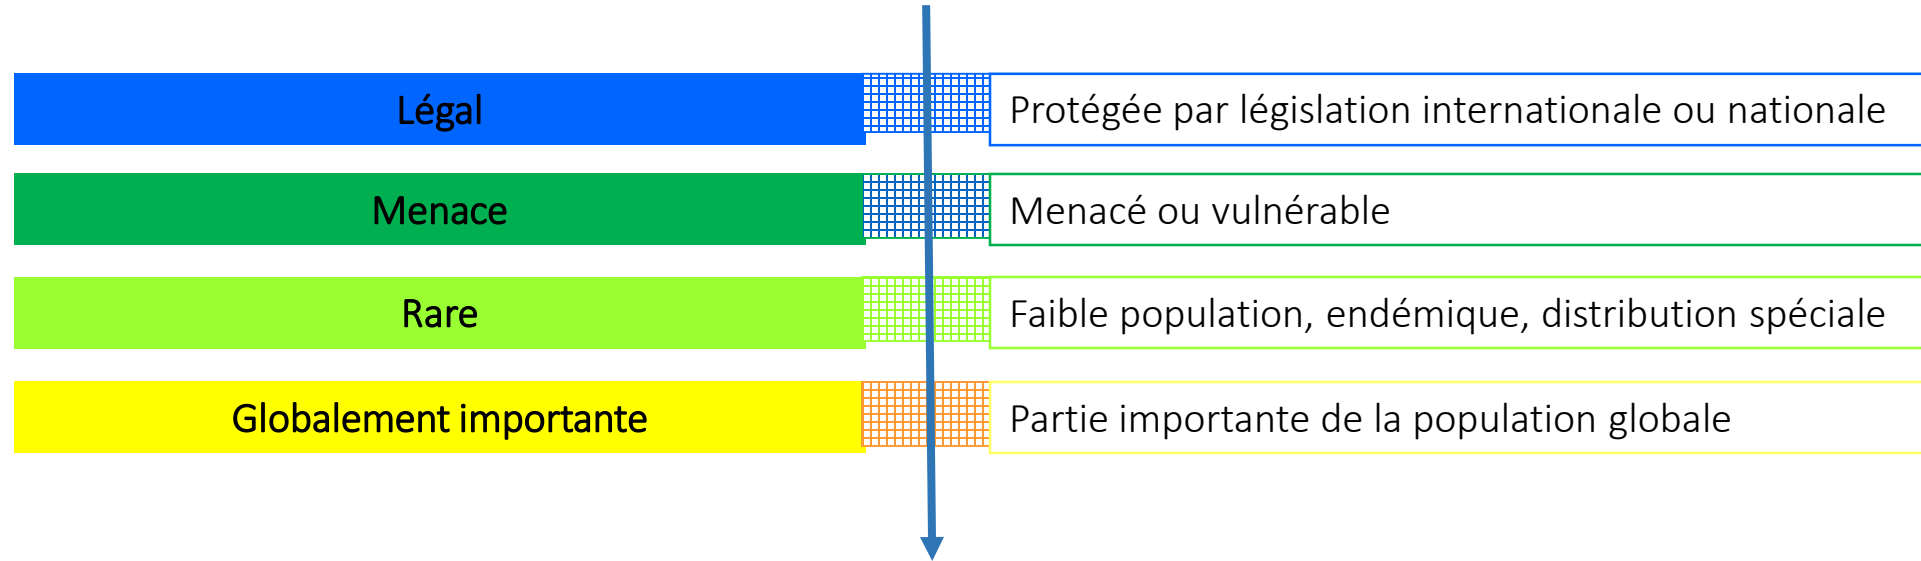 Légal
Protégée par législation internationale ou nationale
Menace
Menacé ou vulnérable
Rare
Faible population, endémique, distribution spéciale
Globalement importante
Partie importante de la population globale